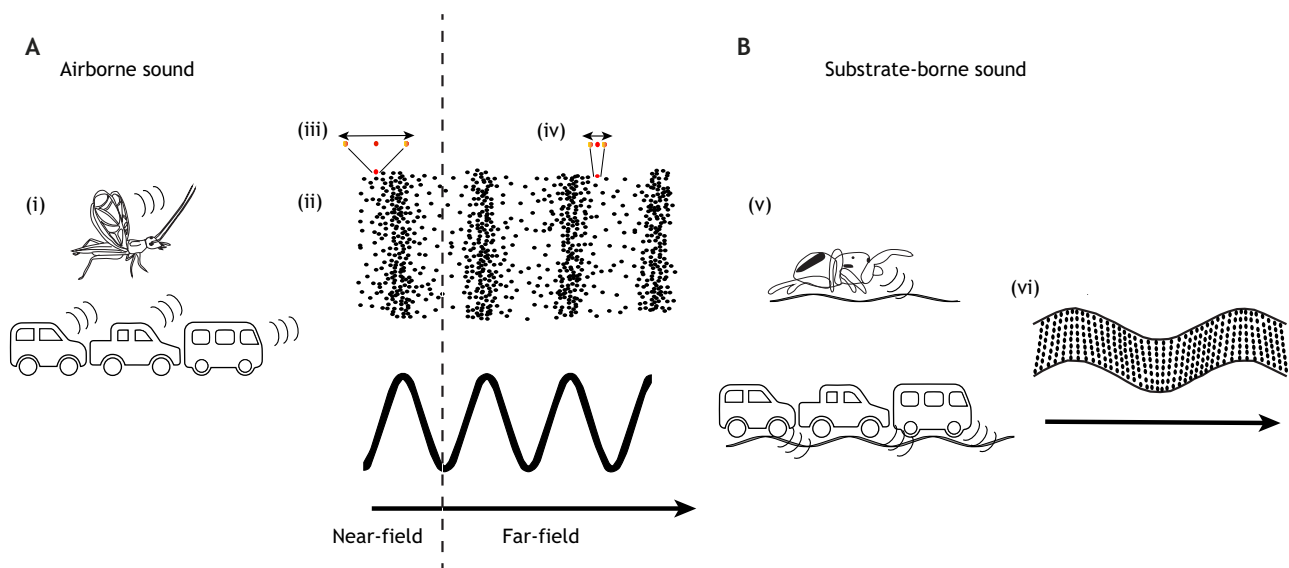 A
Airborne sound
(i)
(ii)
(iii)
(iv)
Near-field
Far-field
B
Substrate-borne sound
(v)
(vi)